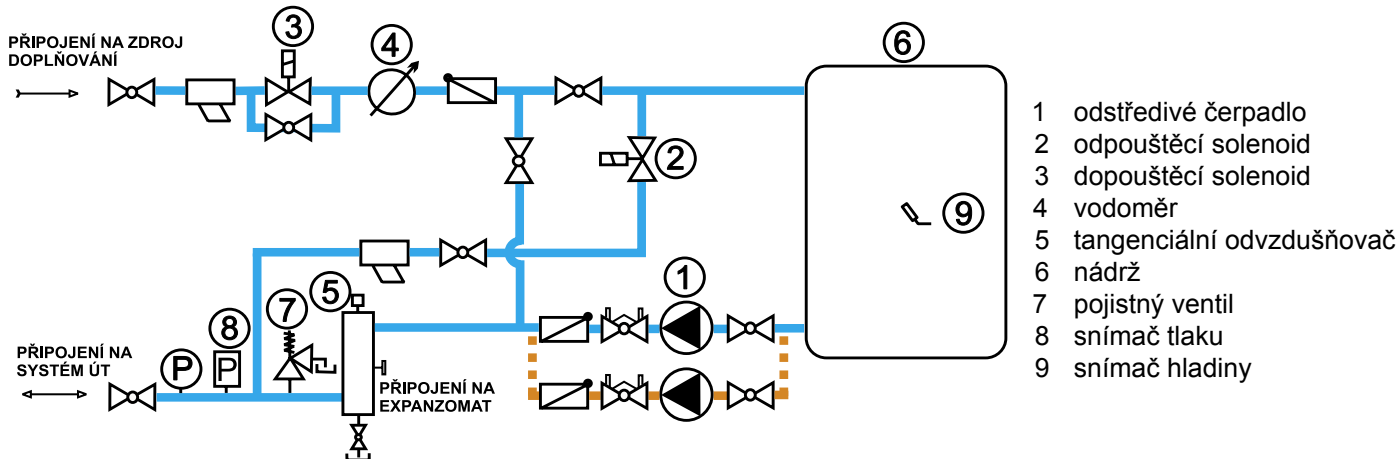 PŘIPOJENÍ NA ZDROJ
DOPLŇOVÁNÍ
3
4
6
2
9
1 odstředivé čerpadlo
2 odpouštěcí solenoid
3 dopouštěcí solenoid
4 vodoměr
5 tangenciální odvzdušňovač
6 nádrž
7 pojistný ventil
8 snímač tlaku
9 snímač hladiny
5
1
7
8
P
P
PŘIPOJENÍ NA
SYSTÉM ÚT
PŘIPOJENÍ NA
EXPANZOMAT